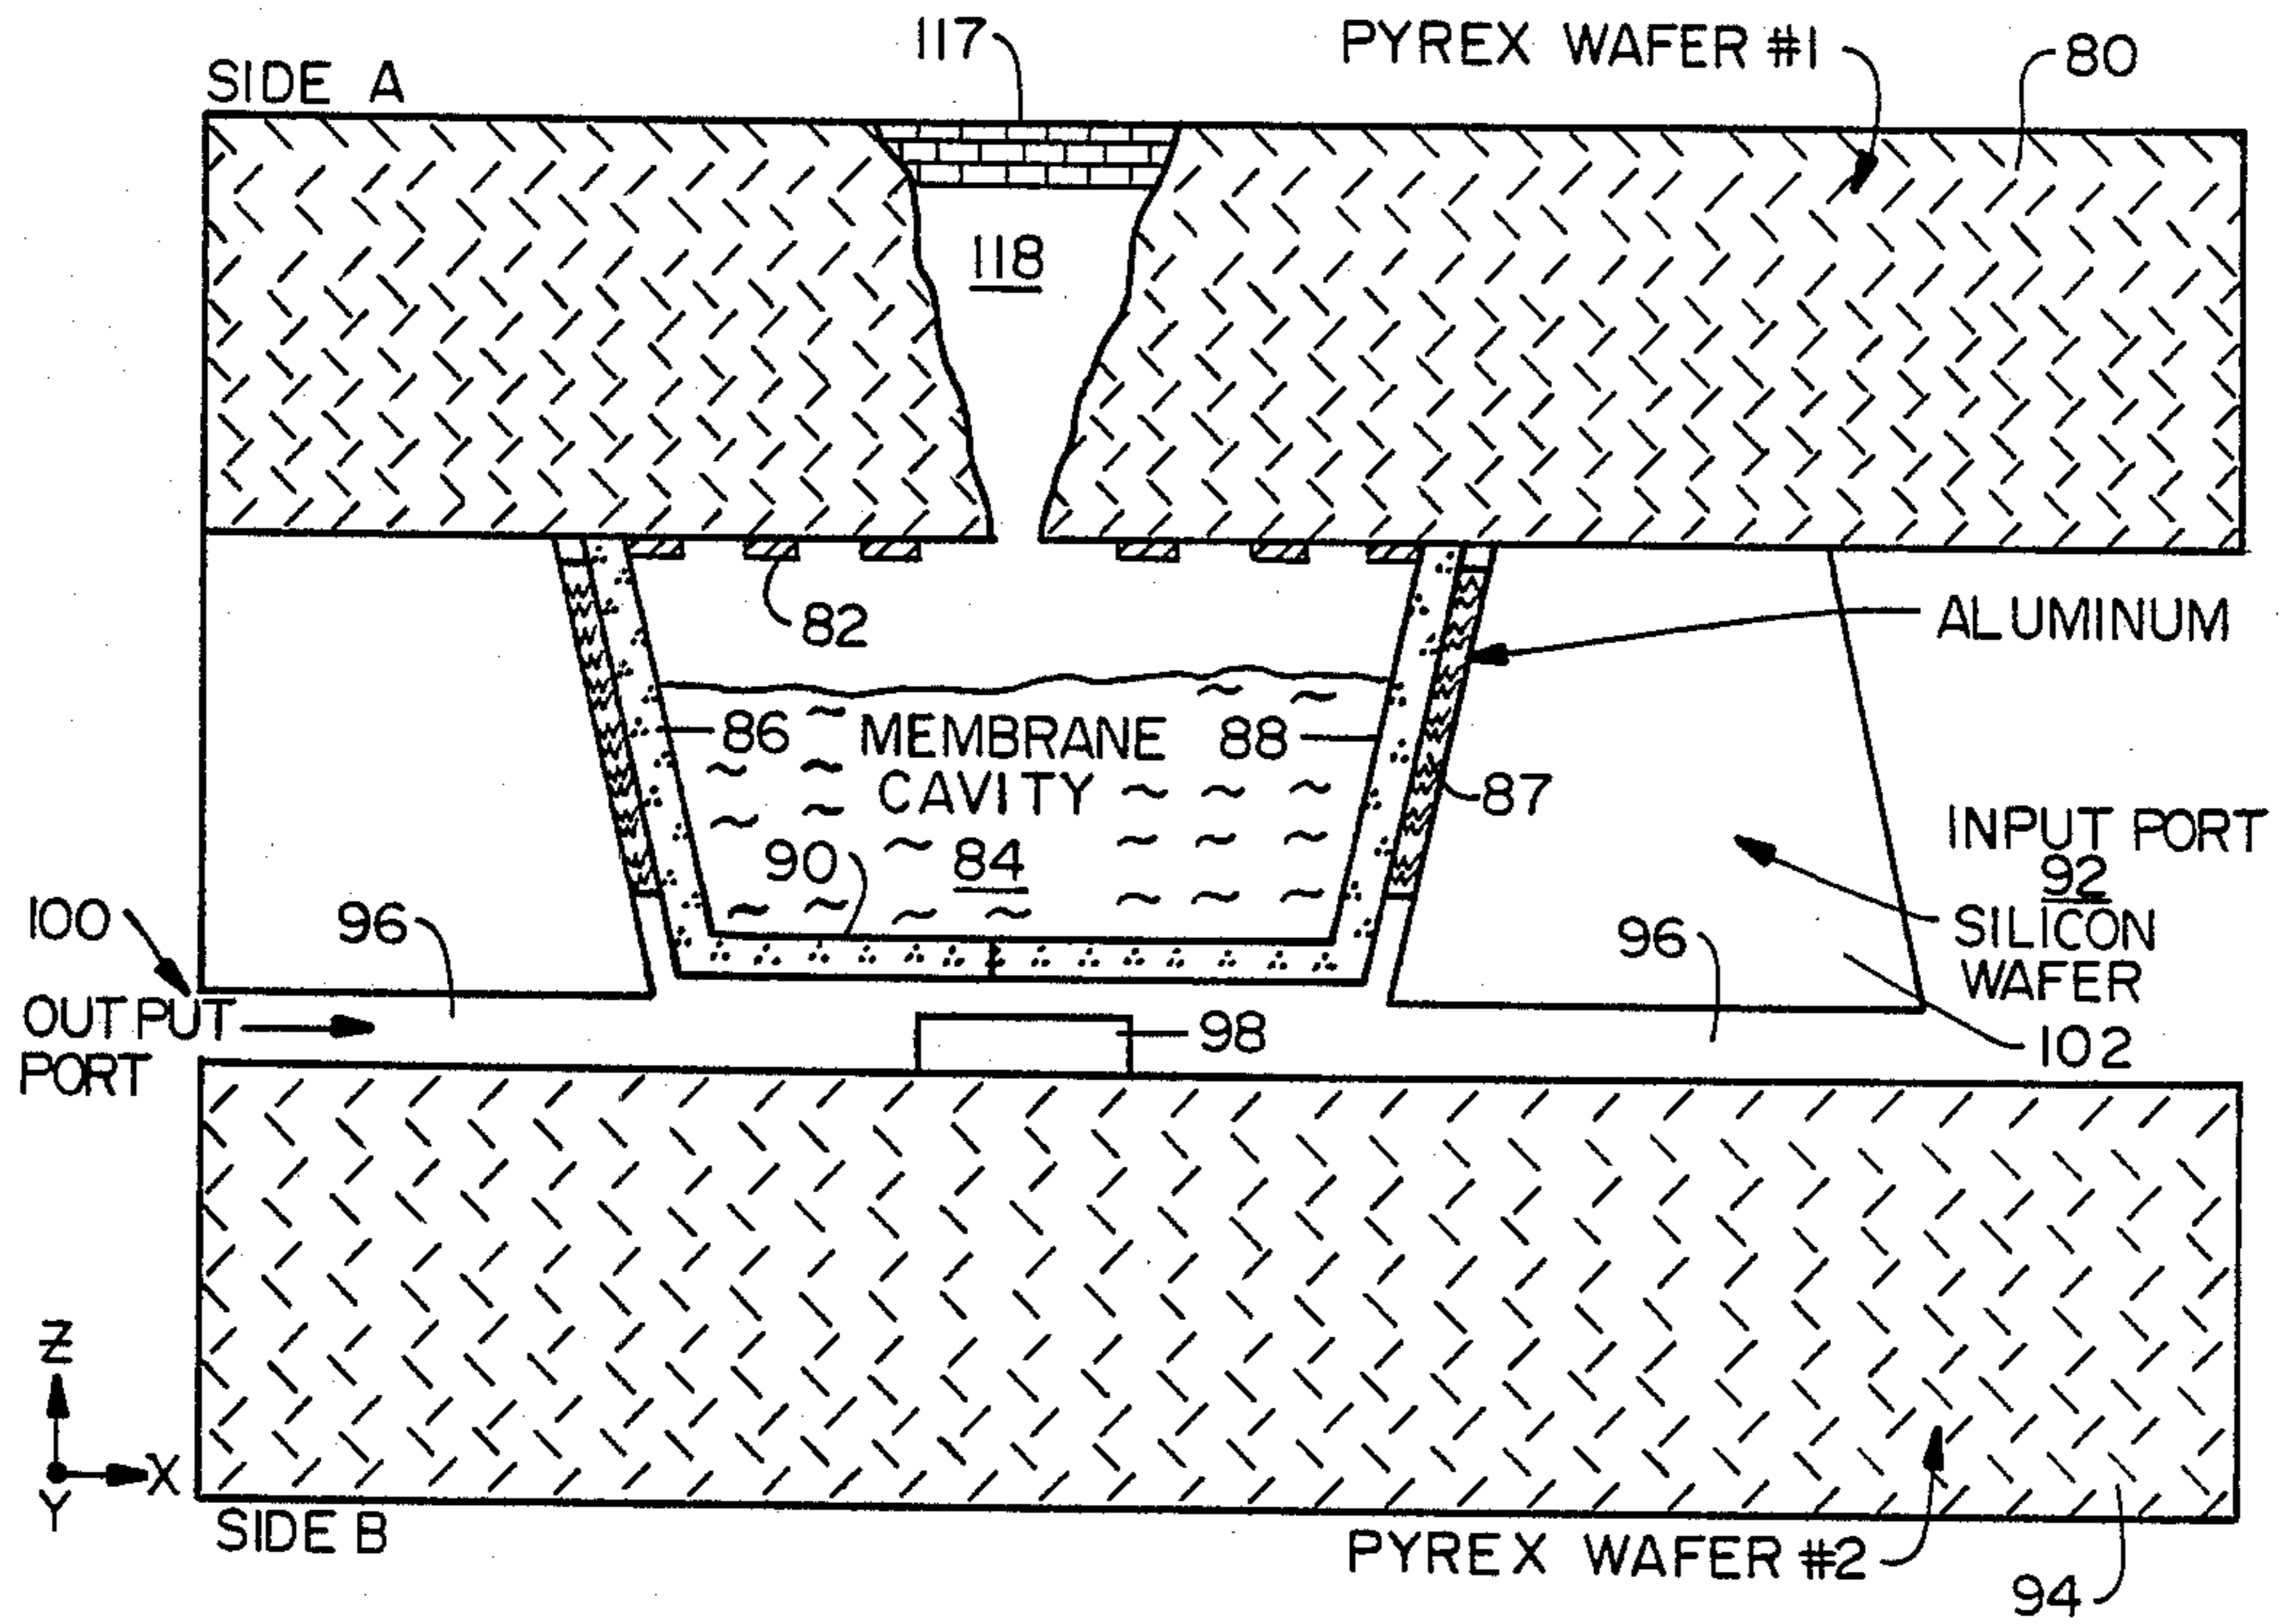 117
PYREX WAFER #1
80
SIDE A
118
82
ALUMINUM
86
MEMBRANE
CAVITY
88
87
90
84
INPUT PORT
92
100
96
96
SILICON
WAFER
OUTPUT
PORT
98
102
Z
X
Y
SIDE B
PYREX WAFER #2
94